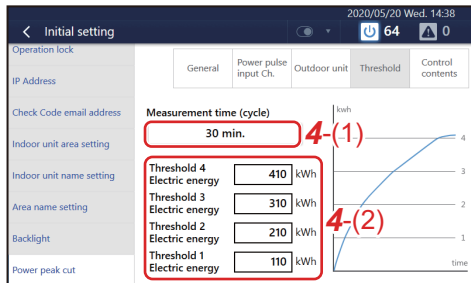 2020/05/20 Wed. 14:38
< Initial setting
64
0
Operation lock
IP Address
Check Code email address
Indoor unit area setting
Indoor unit name setting
Area name setting
Backlight
Power peak cut
General
Power pulse
input Ch.
Outdoor unit
Threshold
Control
contents
Measurement time (cycle)
30 min.
4-(1)
Threshold 4
Electric energy
410 kWh
Threshold 3
Electric energy
310 kWh
Threshold 2
Electric energy
210 kWh
Threshold 1
Electric energy
110 kWh
4-(2)
kwh
4
3
2
1
time